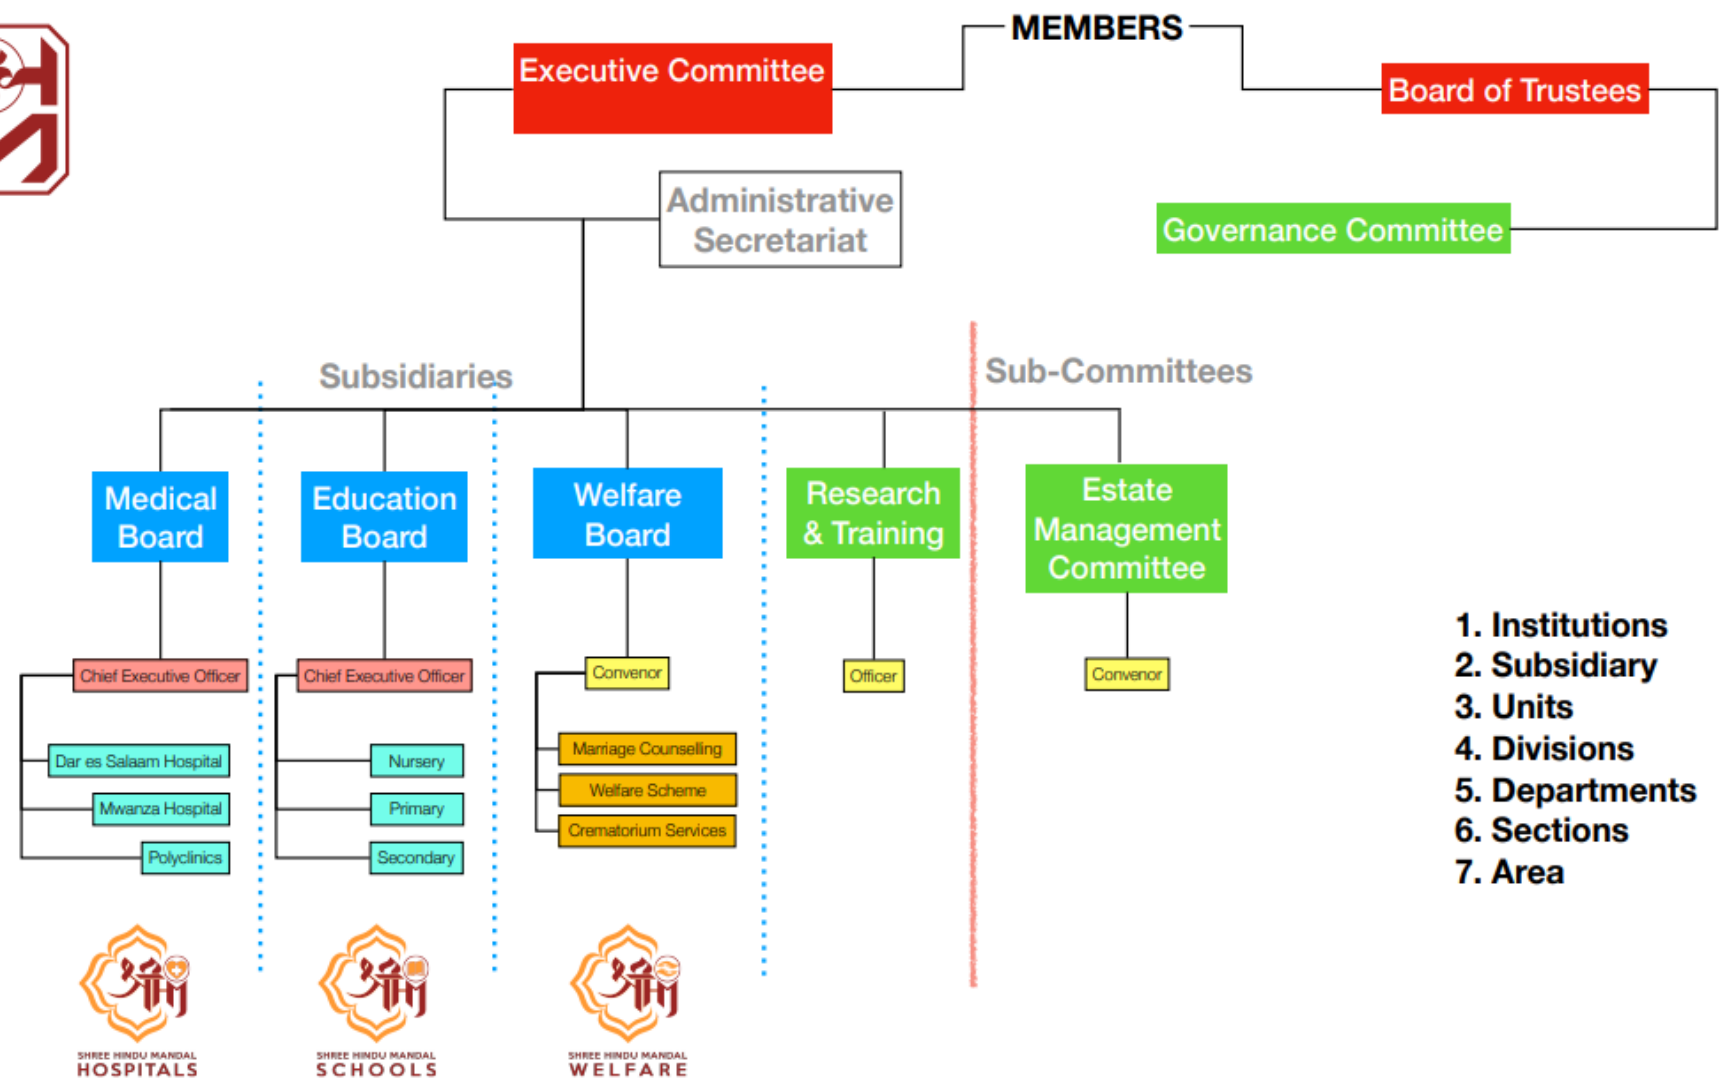 MEMBERS
Executive Committee
Board of Trustees
Administrative
Secretariat
Governance Committee
Subsidiaries
Sub-Committees
Medical
Board
Education
Board
Welfare
Board
Research
& Training
Estate
Management
Committee
Chief Executive Officer
Chief Executive Officer
Convenor
Officer
Convenor
Dar es Salaam Hospital
Mwanza Hospital
Polyclinics
Nursery
Primary
Secondary
Marriage Counselling
Welfare Scheme
Crematorium Services
1. Institutions
2. Subsidiary
3. Units
4. Divisions
5. Departments
6. Sections
7. Area
SHREE HINDU MANDAL
HOSPITALS
SHREE HINDU MANDAL
SCHOOLS
SHREE HINDU MANDAL
WELFARE